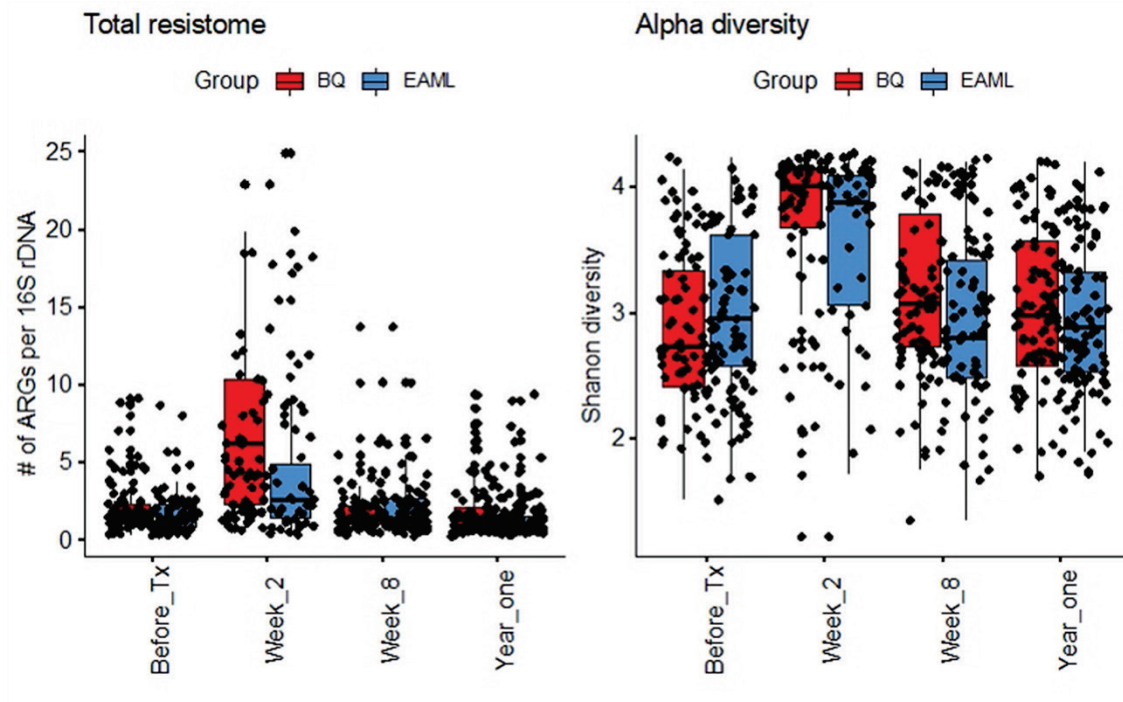 Total resistome
Group BQ EAML
# of ARGs per 16S rDNA
25
20
15
10
5
0
Before_Tx
Week_2
Week_8
Year_one
Alpha diversity
Group BQ EAML
Shanon diversity
4
3
2
Before_Tx
Week_2
Week_8
Year_one